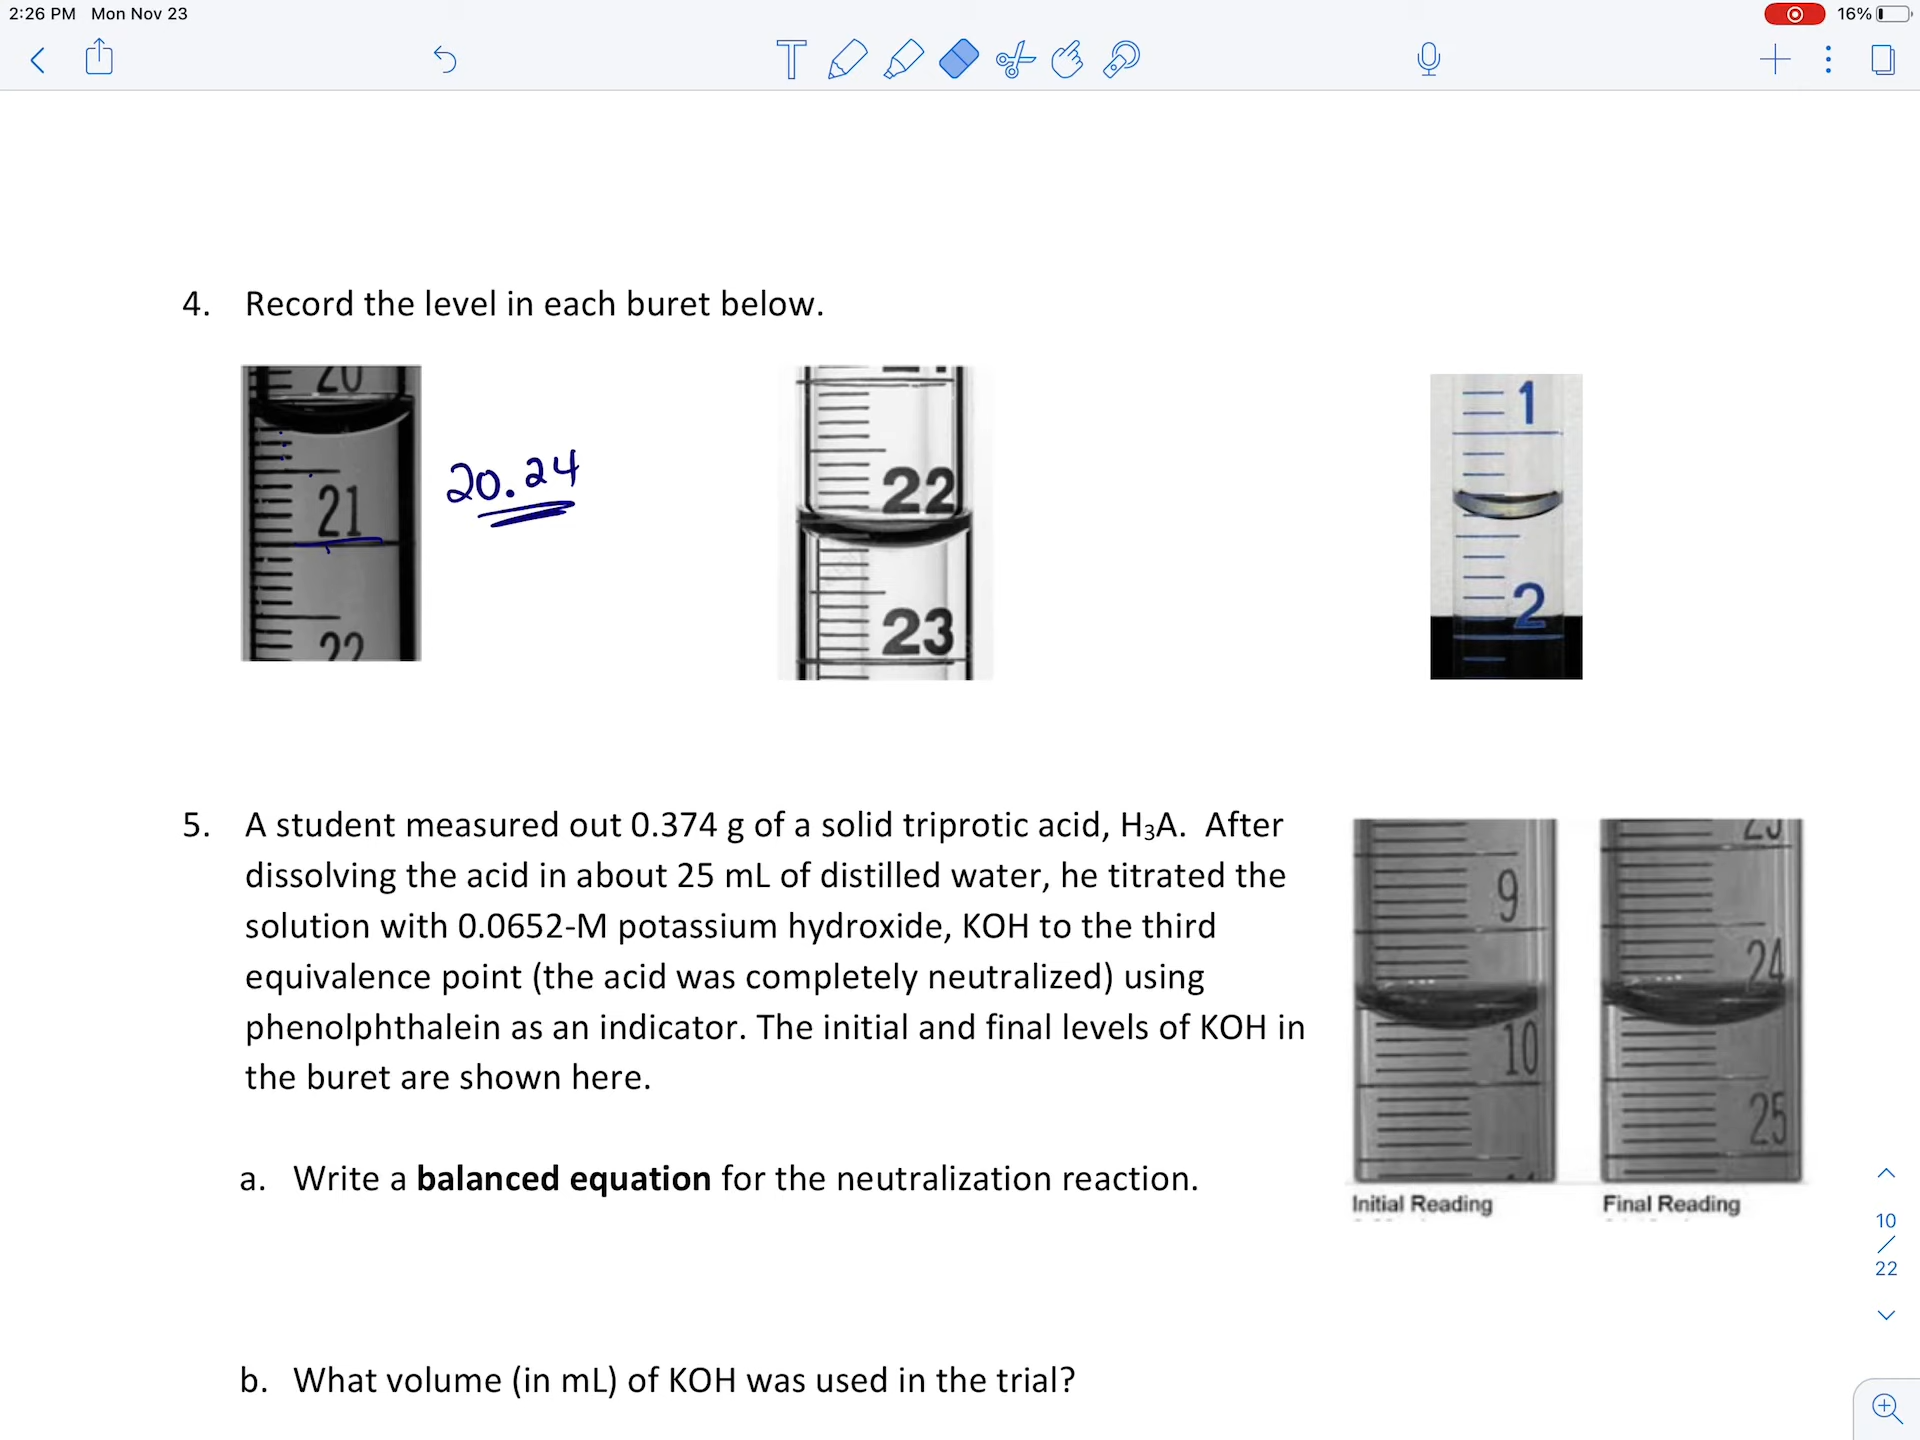 2:26 PM Mon Nov 23
16%
4. Record the level in each buret below.
20
21
22
20.24
22
23
1
2
5. A student measured out 0.374 g of a solid triprotic acid, H₃A. After
dissolving the acid in about 25 mL of distilled water, he titrated the
solution with 0.0652-M potassium hydroxide, KOH to the third
equivalence point (the acid was completely neutralized) using
phenolphthalein as an indicator. The initial and final levels of KOH in
the buret are shown here.
9
10
24
25
Initial Reading
Final Reading
a. Write a balanced equation for the neutralization reaction.
b. What volume (in mL) of KOH was used in the trial?
10
/
22